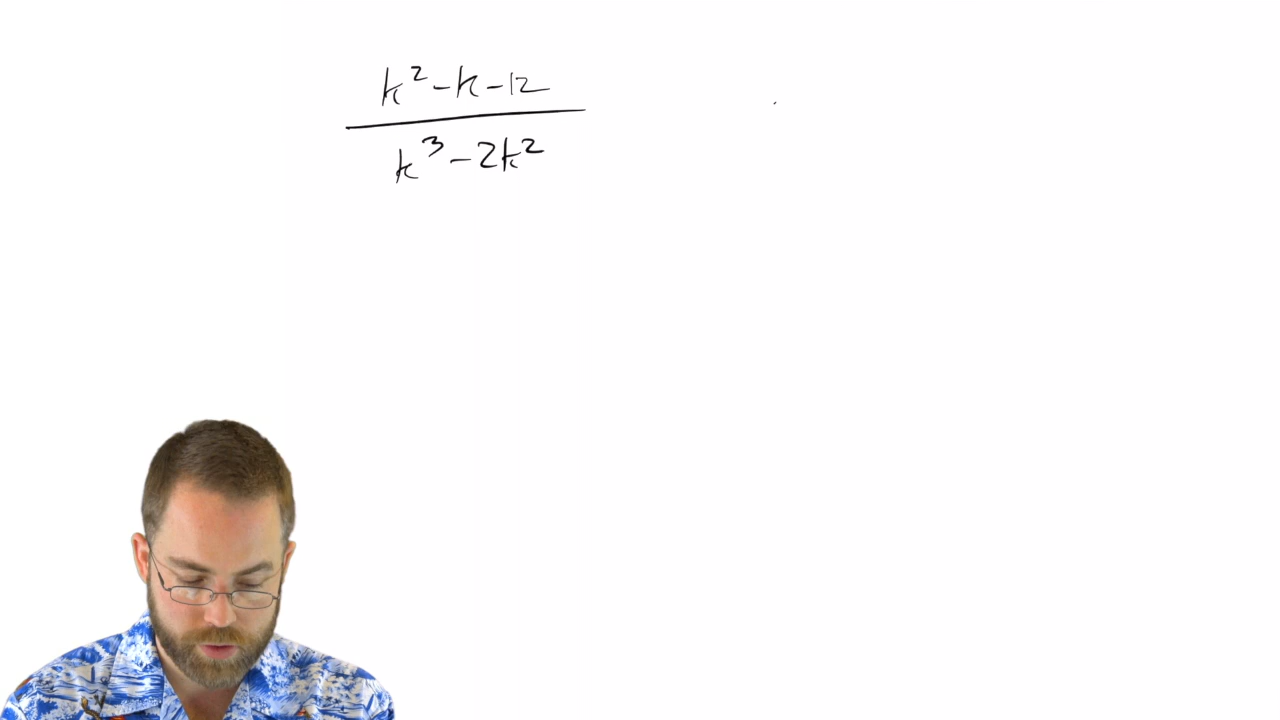 k² - k - 12
k³ - 2k²